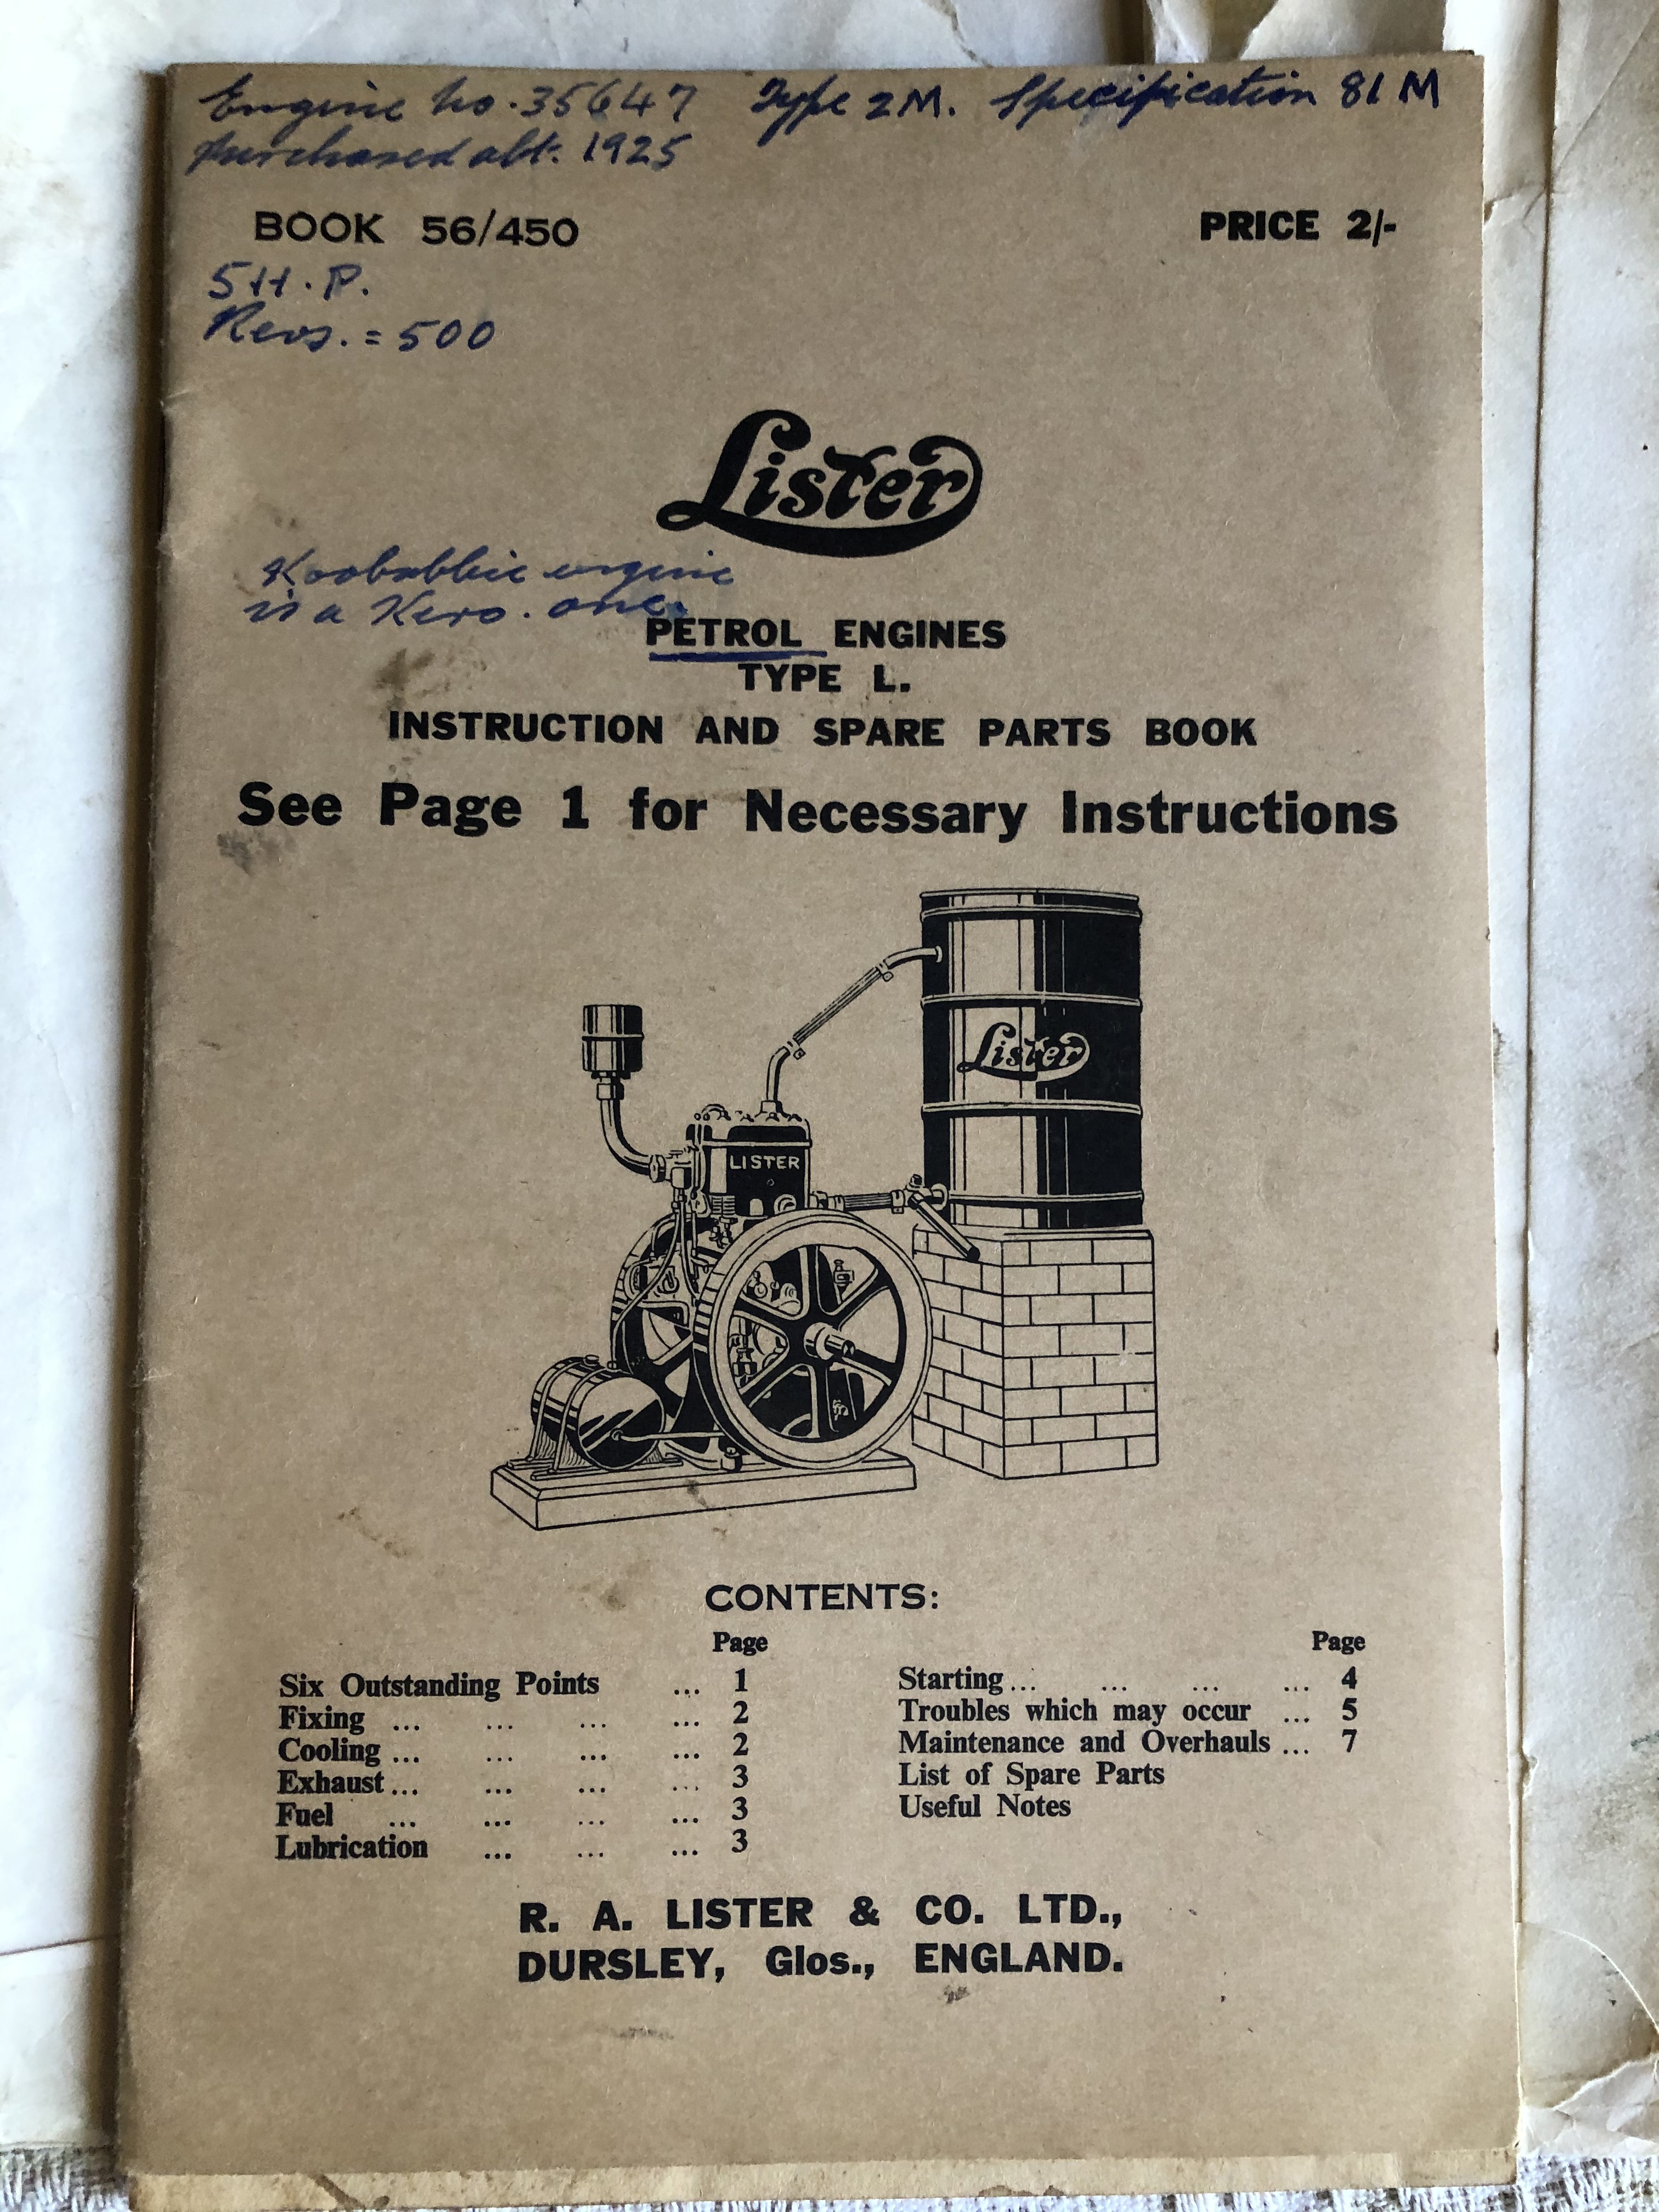 Engine No. 35647 Type 2M. Specification 81 M
purchased abt. 1925
BOOK 56/450 PRICE 2/-
5 H.P.
Revs. = 500
Lister
Koobabbie engine
is a Kero. one.
PETROL ENGINES
TYPE L.
INSTRUCTION AND SPARE PARTS BOOK
See Page 1 for Necessary Instructions
Lister
LISTER
CONTENTS:
Page
Six Outstanding Points ... 1
Fixing ... ... ... ... 2
Cooling ... ... ... ... 2
Exhaust ... ... ... ... 3
Fuel ... ... ... ... 3
Lubrication ... ... ... 3
Page
Starting ... ... ... ... 4
Troubles which may occur ... 5
Maintenance and Overhauls ... 7
List of Spare Parts
Useful Notes
R. A. LISTER & CO. LTD.,
DURSLEY, Glos., ENGLAND.